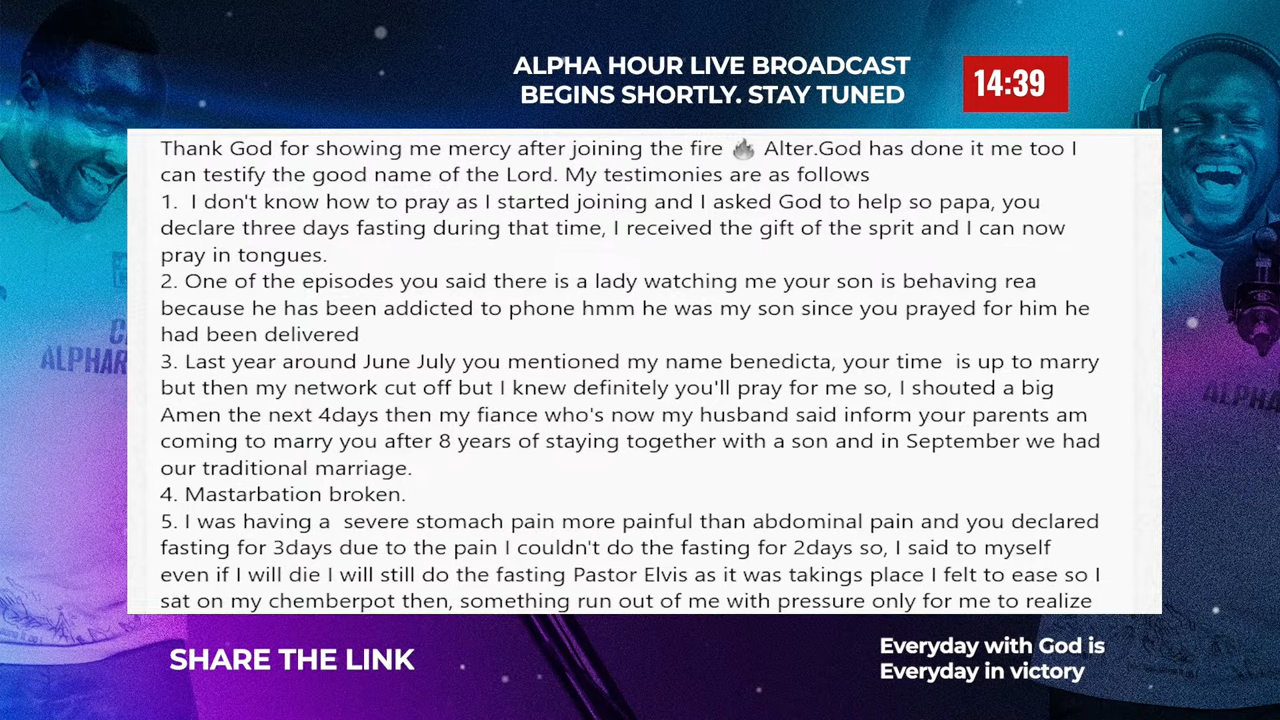 ALPHA HOUR LIVE BROADCAST
BEGINS SHORTLY. STAY TUNED
14:39
Thank God for showing me mercy after joining the fire 🔥 Alter.God has done it me too I
can testify the good name of the Lord. My testimonies are as follows
1.  I don't know how to pray as I started joining and I asked God to help so papa, you
declare three days fasting during that time, I received the gift of the sprit and I can now
pray in tongues.
2. One of the episodes you said there is a lady watching me your son is behaving rea
because he has been addicted to phone hmm he was my son since you prayed for him he
had been delivered
3. Last year around June July you mentioned my name benedicta, your time  is up to marry
but then my network cut off but I knew definitely you'll pray for me so, I shouted a big
Amen the next 4days then my fiance who's now my husband said inform your parents am
coming to marry you after 8 years of staying together with a son and in September we had
our traditional marriage.
4. Mastarbation broken.
5. I was having a  severe stomach pain more painful than abdominal pain and you declared
fasting for 3days due to the pain I couldn't do the fasting for 2days so, I said to myself
even if I will die I will still do the fasting Pastor Elvis as it was takings place I felt to ease so I
sat on my chemberpot then, something run out of me with pressure only for me to realize
ALPHAR
ALPHA
SHARE THE LINK
Everyday with God is
Everyday in victory